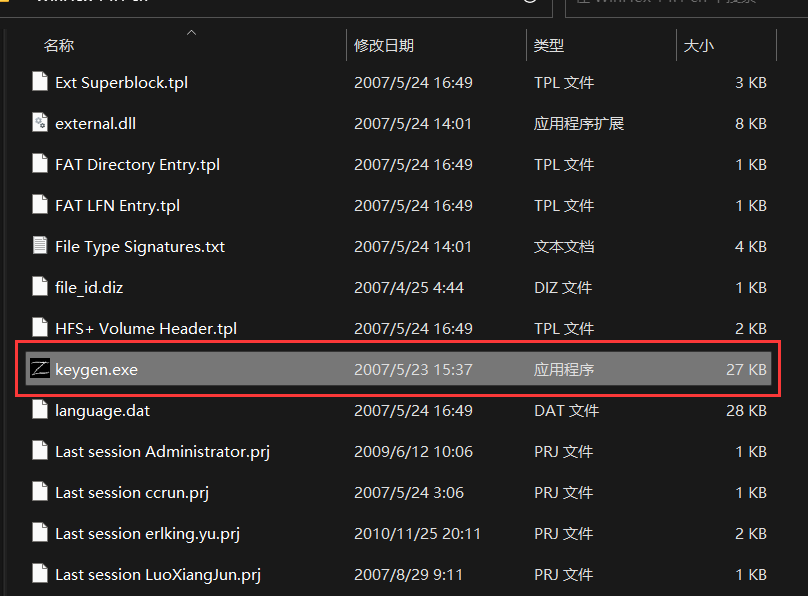 名称 修改日期 类型 大小
Ext Superblock.tpl 2007/5/24 16:49 TPL 文件 3 KB
external.dll 2007/5/24 14:01 应用程序扩展 8 KB
FAT Directory Entry.tpl 2007/5/24 16:49 TPL 文件 1 KB
FAT LFN Entry.tpl 2007/5/24 16:49 TPL 文件 1 KB
File Type Signatures.txt 2007/5/24 14:01 文本文档 4 KB
file_id.diz 2007/4/25 4:44 DIZ 文件 1 KB
HFS+ Volume Header.tpl 2007/5/24 16:49 TPL 文件 2 KB
keygen.exe 2007/5/23 15:37 应用程序 27 KB
language.dat 2007/5/24 16:49 DAT 文件 28 KB
Last session Administrator.prj 2009/6/12 10:06 PRJ 文件 1 KB
Last session ccrun.prj 2007/5/24 3:06 PRJ 文件 1 KB
Last session erlking.yu.prj 2010/11/25 20:11 PRJ 文件 2 KB
Last session LuoXiangJun.prj 2007/8/29 9:11 PRJ 文件 1 KB